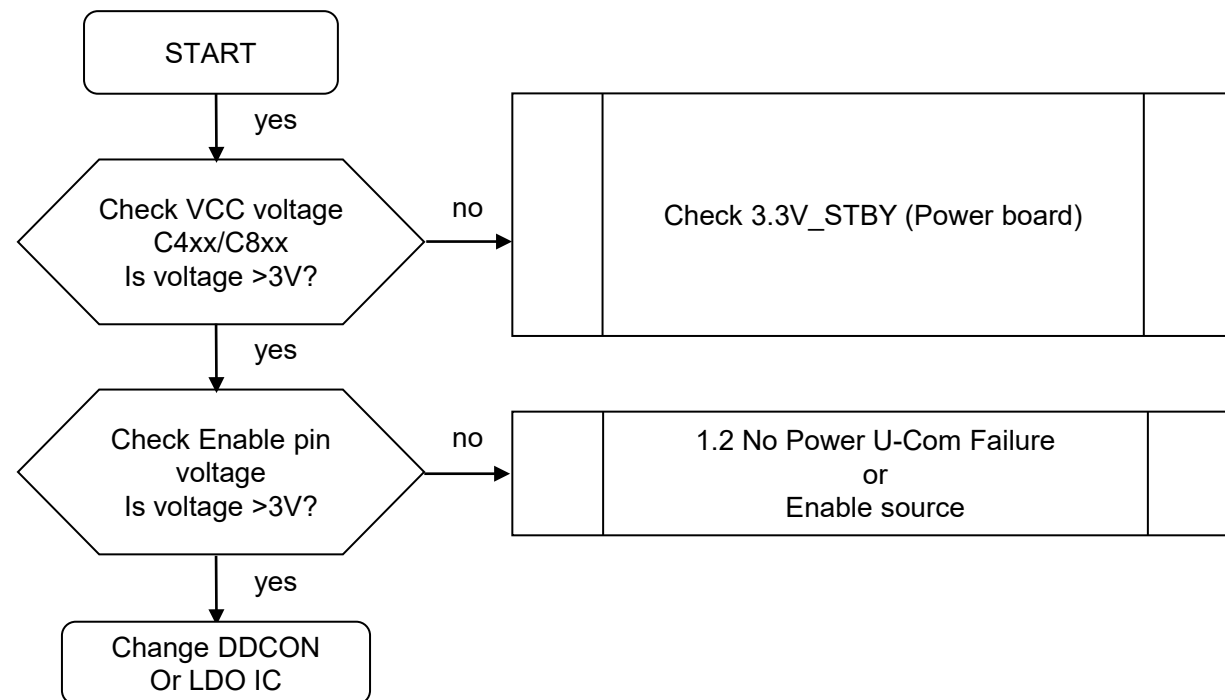 START
yes
Check VCC voltage
C4xx/C8xx
Is voltage >3V?
no
Check 3.3V_STBY (Power board)
yes
Check Enable pin
voltage
Is voltage >3V?
no
1.2 No Power U-Com Failure
or
Enable source
yes
Change DDCON
Or LDO IC